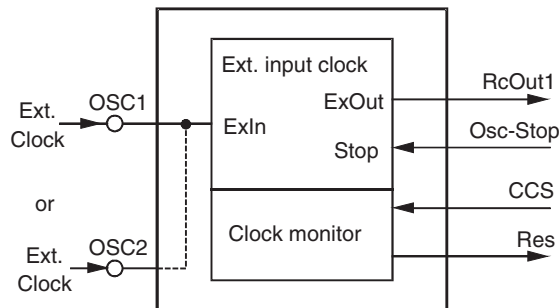 Ext. input clock
ExOut
RcOut1
Ext.
Clock
OSC1
ExIn
Stop
Osc-Stop
or
CCS
Clock monitor
Res
Ext.
Clock
OSC2